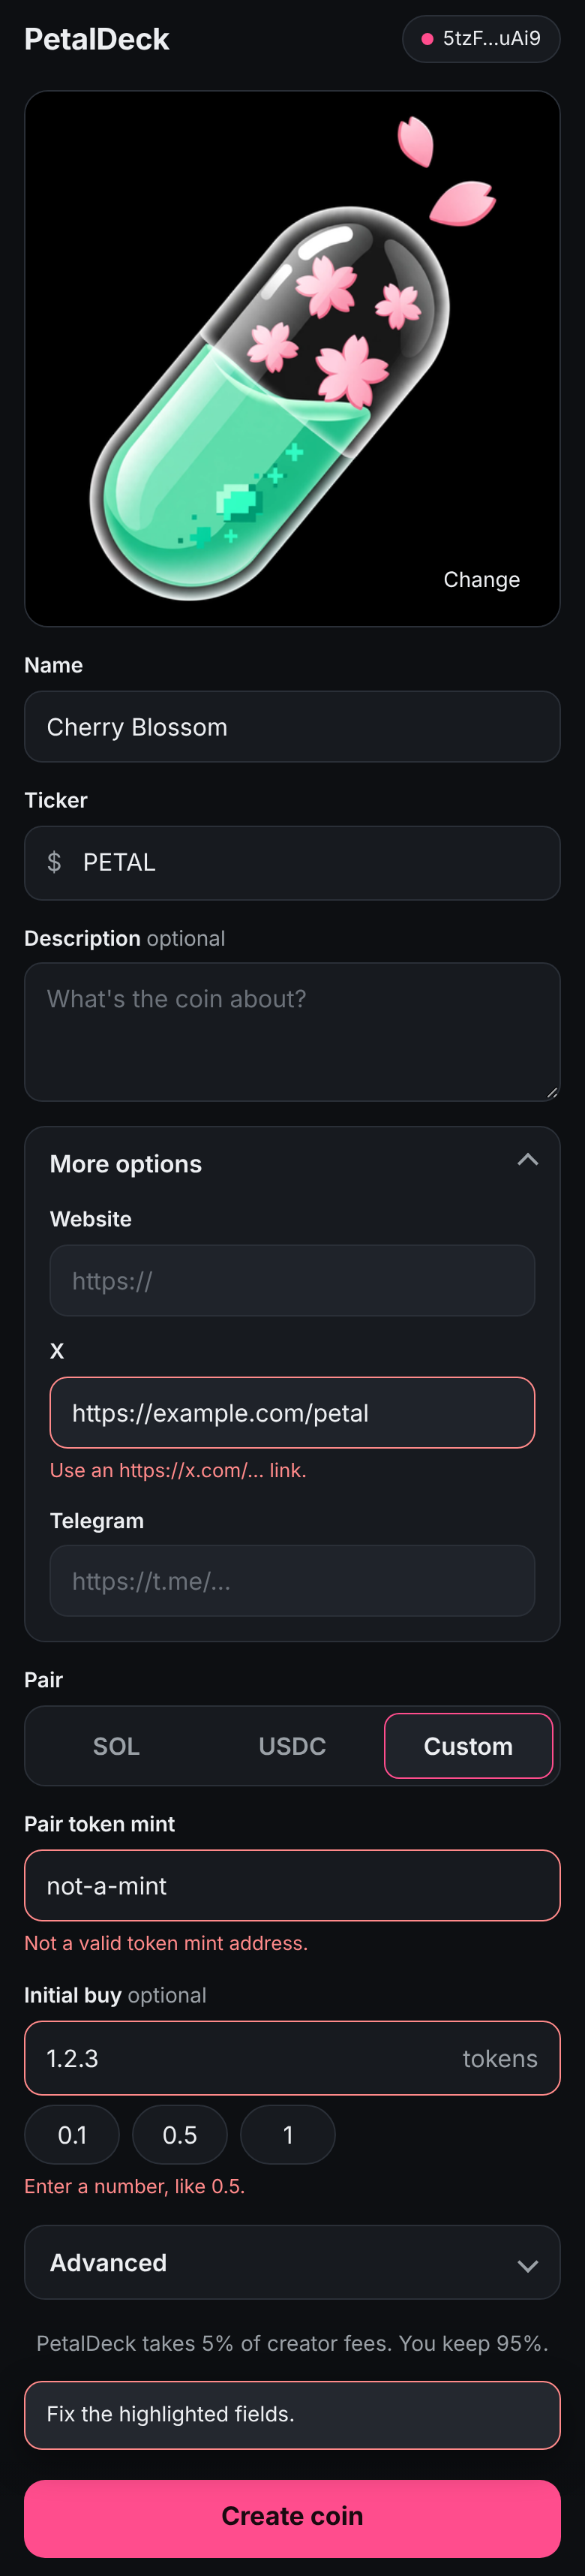 PetalDeck
5tzF...uAi9
Change
Name
Cherry Blossom
Ticker
$ PETAL
Description optional
What's the coin about?
More options
Website
https://
X
https://example.com/petal
Use an https://x.com/... link.
Telegram
https://t.me/...
Pair
SOL USDC Custom
Pair token mint
not-a-mint
Not a valid token mint address.
Initial buy optional
1.2.3 tokens
0.1 0.5 1
Enter a number, like 0.5.
Advanced
PetalDeck takes 5% of creator fees. You keep 95%.
Fix the highlighted fields.
Create coin